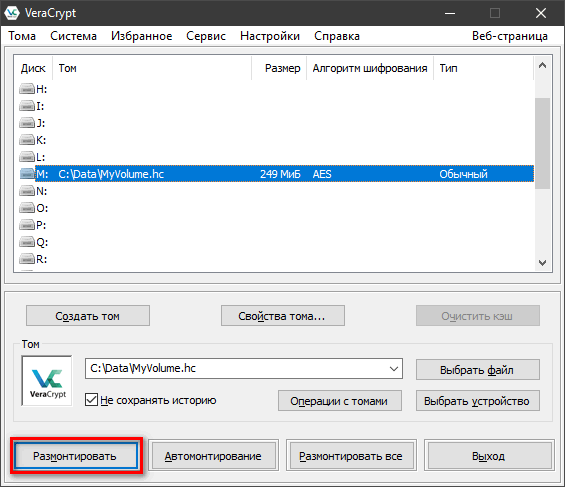 VeraCrypt
Тома Система Избранное Сервис Настройки Справка Веб-страница
Диск Том Размер Алгоритм шифрования Тип
H:
I:
J:
K:
L:
M: C:\Data\MyVolume.hc 249 МиБ AES Обычный
N:
O:
P:
Q:
R:
Создать том Свойства тома... Очистить кэш
Том
VeraCrypt C:\Data\MyVolume.hc Выбрать файл
Не сохранять историю Операции с томами Выбрать устройство
Размонтировать Автомонтирование Размонтировать все Выход